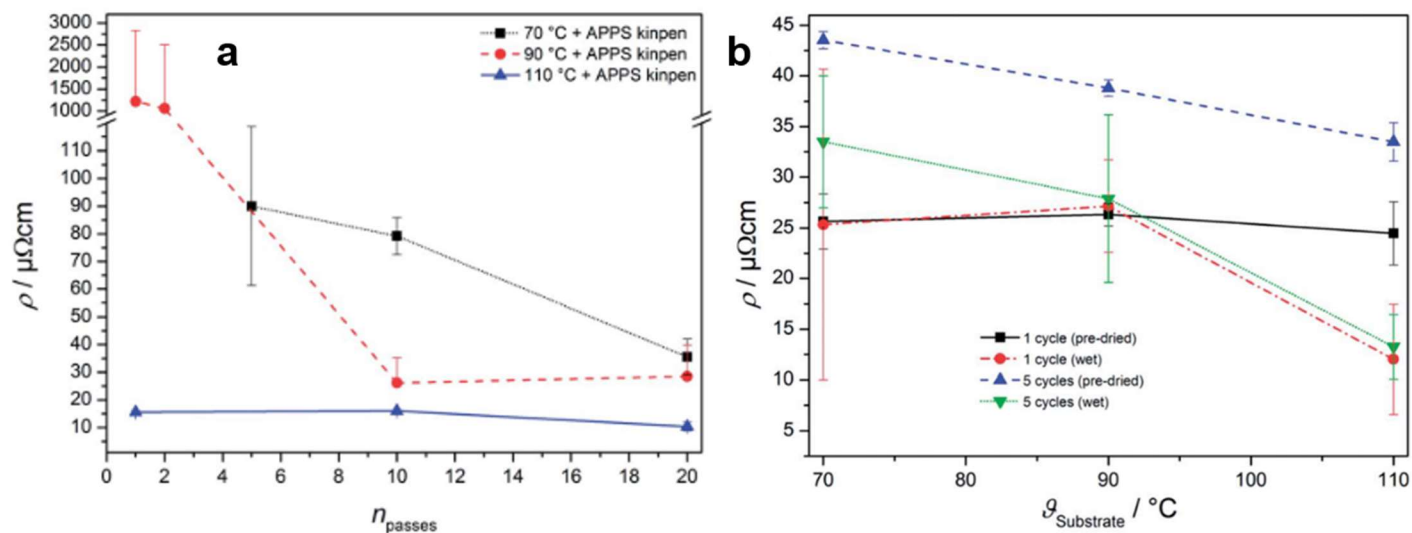 a
70 °C + APPS kinpen
90 °C + APPS kinpen
110 °C + APPS kinpen
3000
2500
2000
1500
1000
110
100
90
80
70
60
50
40
30
20
10
ρ / μΩcm
0 2 4 6 8 10 12 14 16 18 20
n passes
b
45
40
35
30
25
20
15
10
5
ρ / μΩcm
1 cycle (pre-dried)
1 cycle (wet)
5 cycles (pre-dried)
5 cycles (wet)
70 80 90 100 110
ϑ Substrate / °C